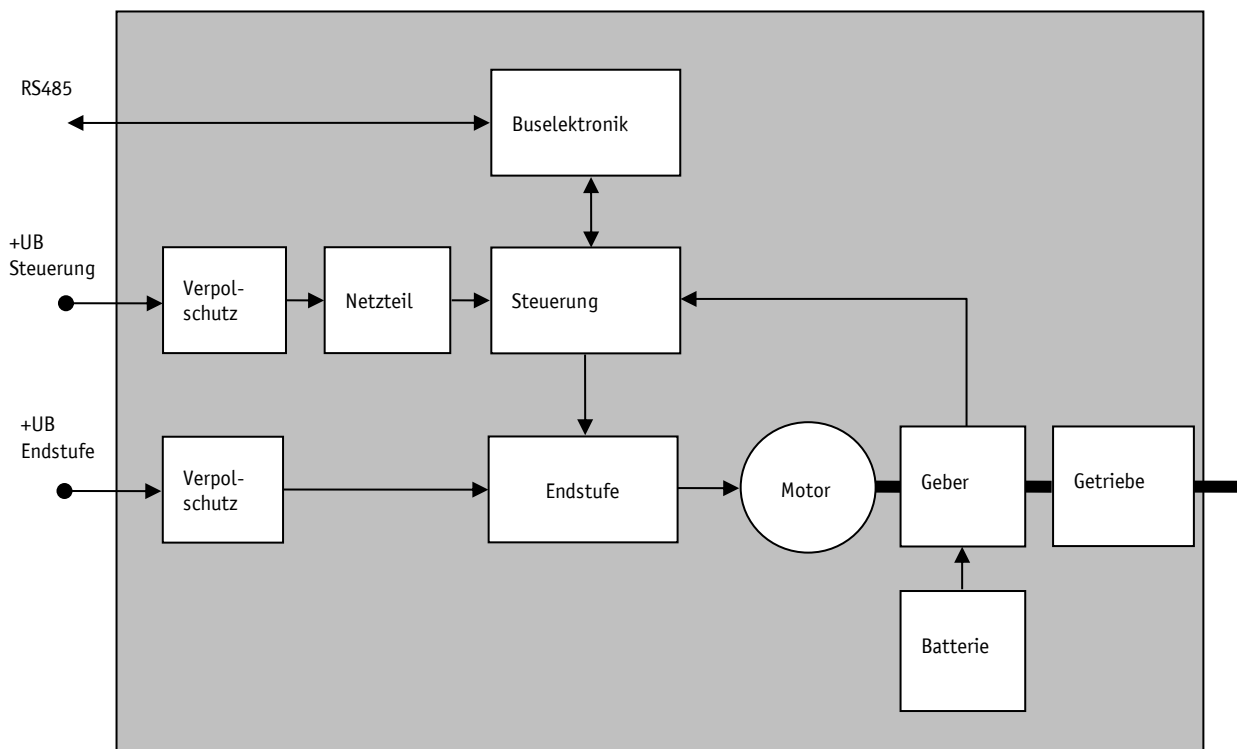 RS485
Buselektronik
+UB
Steuerung
Verpol-
schutz
Netzteil
Steuerung
+UB
Endstufe
Verpol-
schutz
Endstufe
Motor
Geber
Getriebe
Batterie